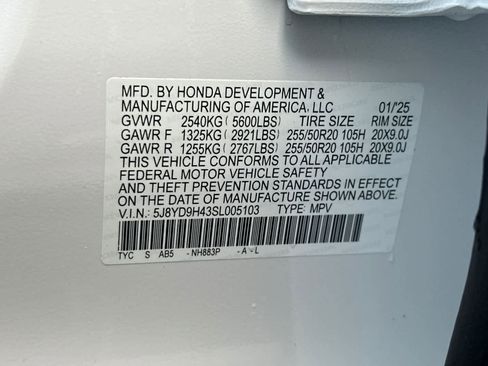 MFD. BY HONDA DEVELOPMENT &
MANUFACTURING OF AMERICA, LLC 01/'25
GVWR 2540KG (5600LBS) TIRE SIZE RIM SIZE
GAWR F 1325KG (2921LBS) 255/50R20 105H 20X9.0J
GAWR R 1255KG (2767LBS) 255/50R20 105H 20X9.0J
THIS VEHICLE CONFORMS TO ALL APPLICABLE
FEDERAL MOTOR VEHICLE SAFETY
AND THEFT PREVENTION STANDARDS IN EFFECT
ON THE DATE OF MANUFACTURE SHOWN ABOVE.
V.I.N.: 5J8YD9H43SL005103 TYPE: MPV
TYC S AB5 -NH883P -A -L